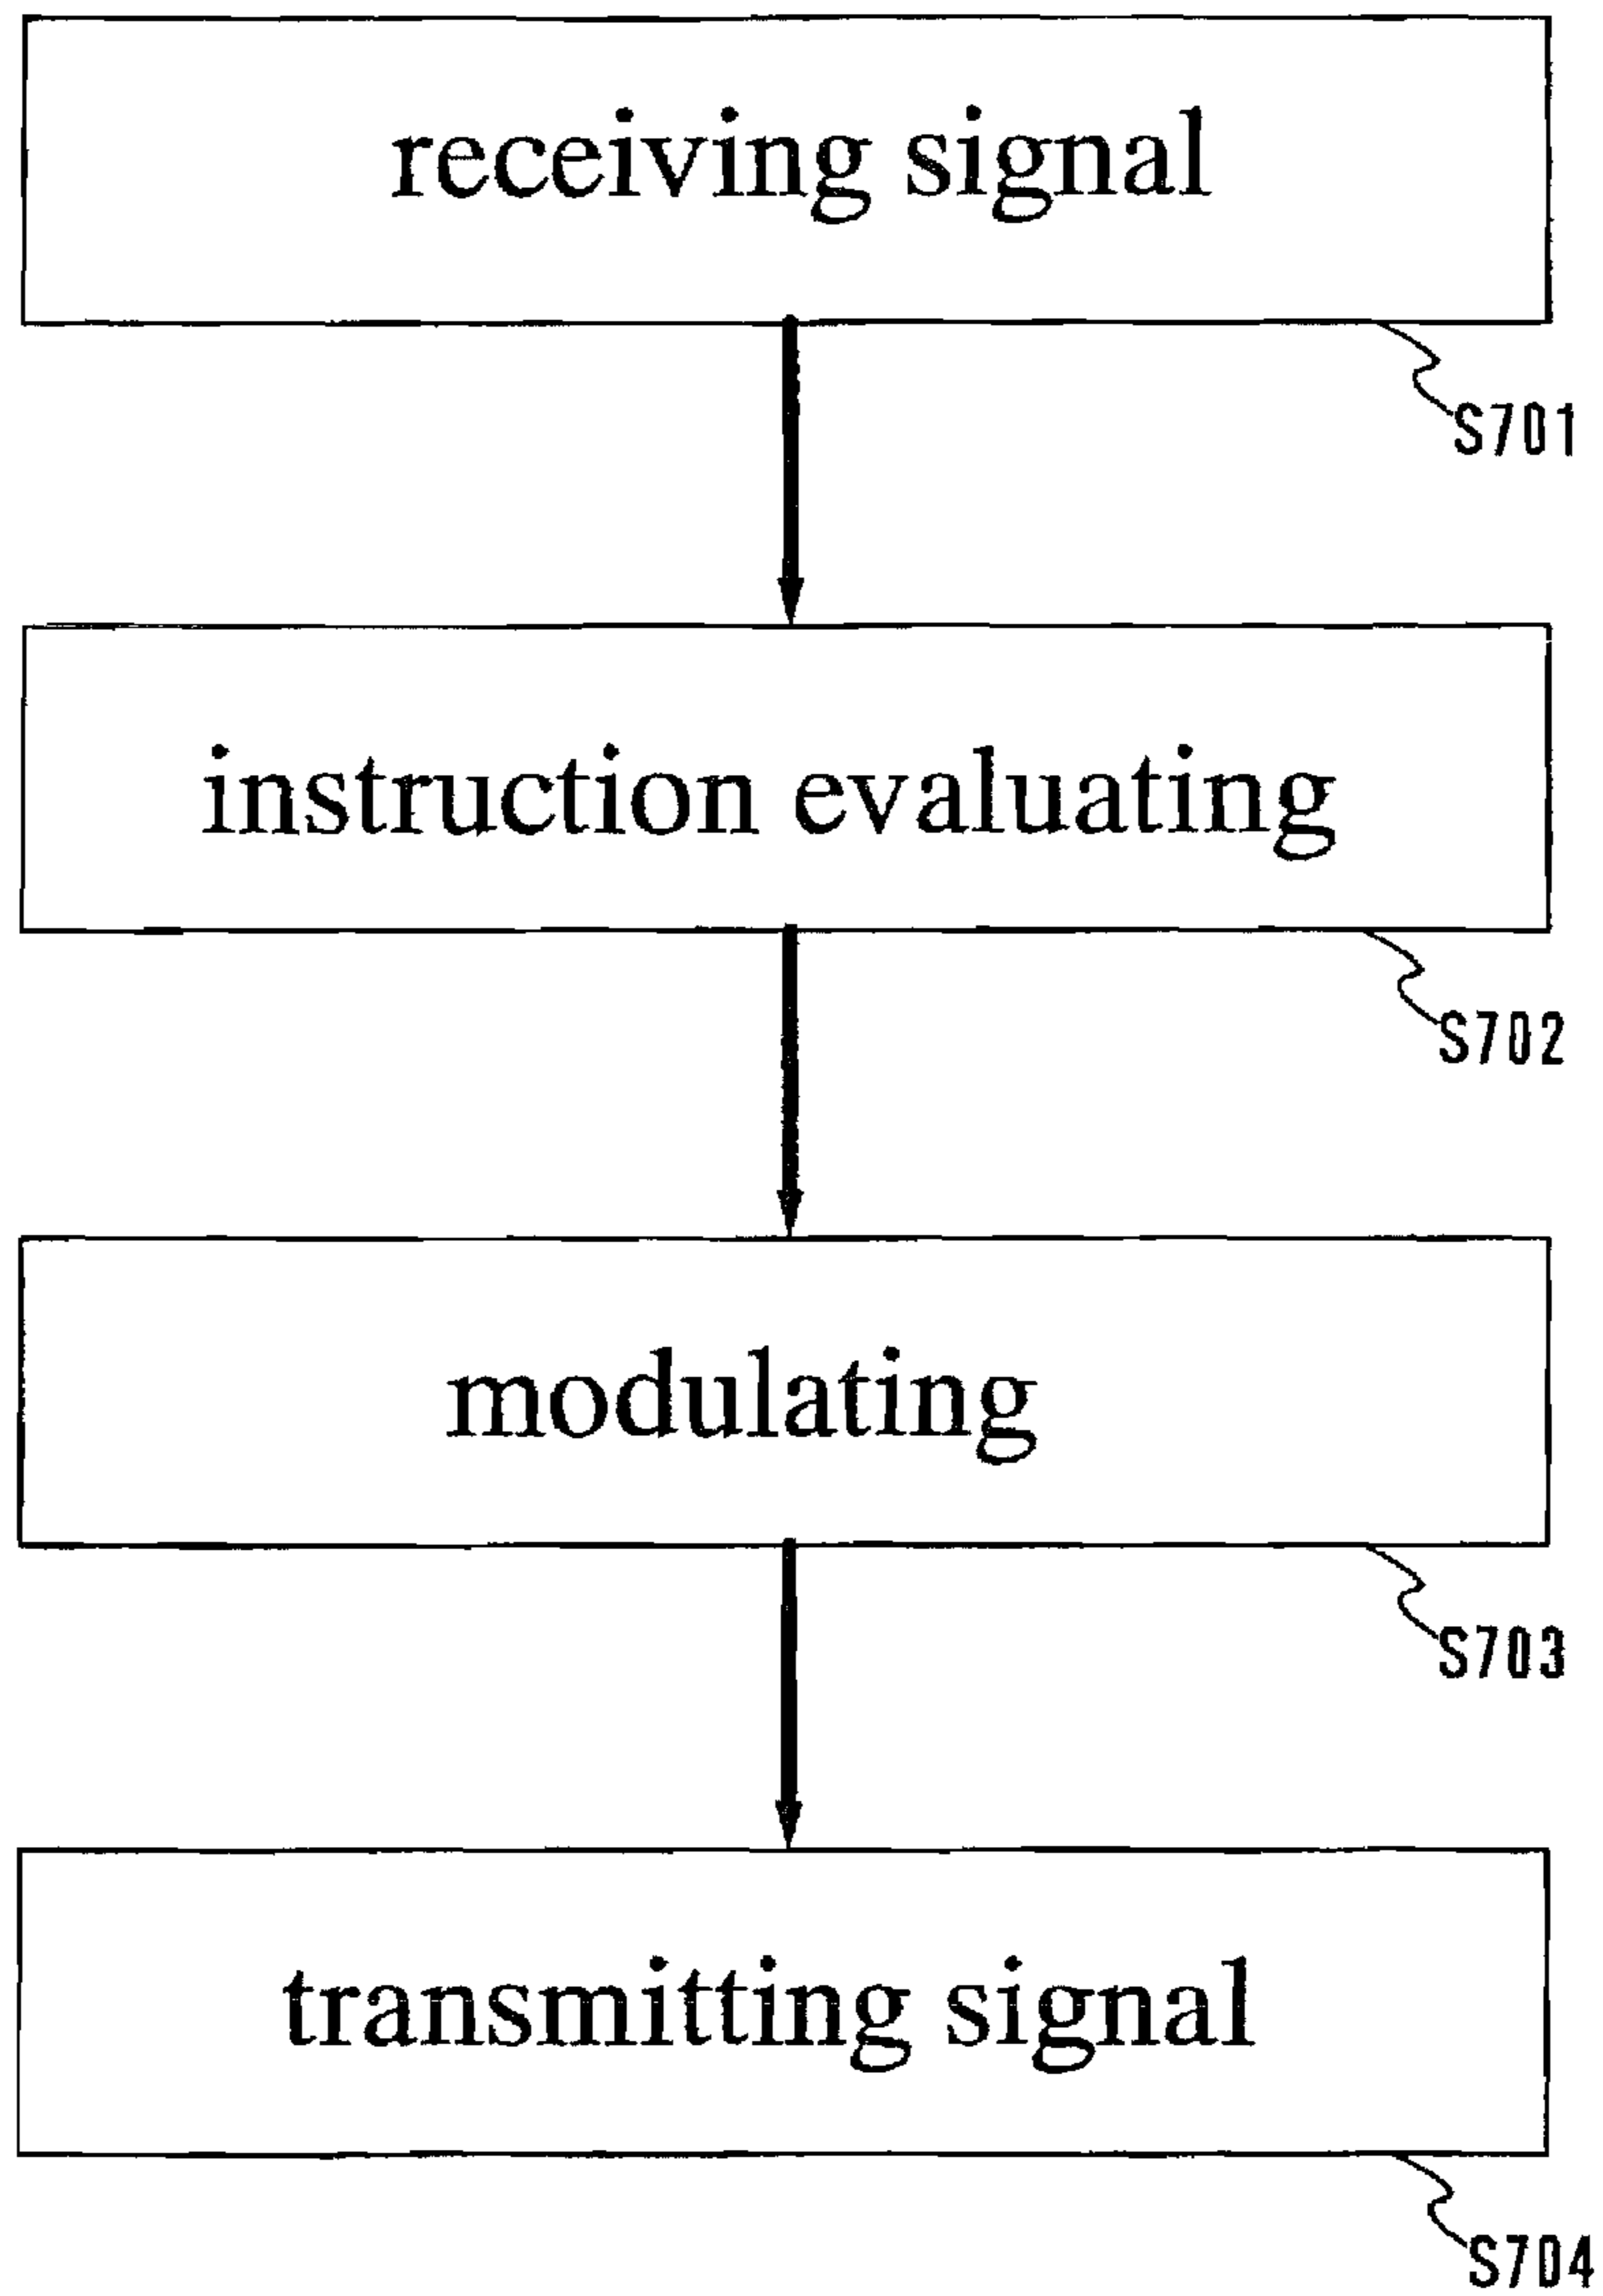 receiving signal
S701
instruction evaluating
S702
modulating
S703
transmitting signal
S704